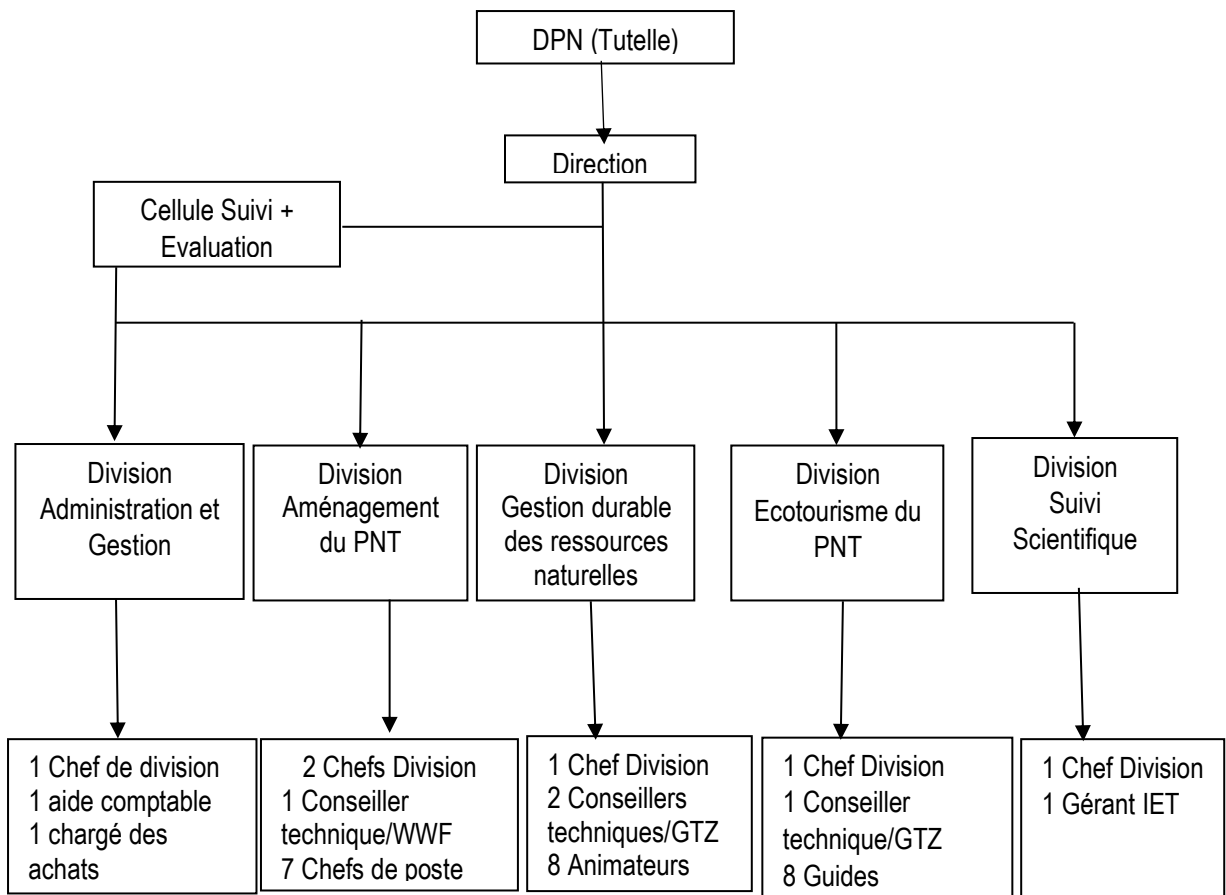 DPN (Tutelle)
Direction
Cellule Suivi +
Evaluation
Division
Administration et
Gestion
Division
Aménagement
du PNT
Division
Gestion durable
des ressources
naturelles
Division
Ecotourisme du
PNT
Division
Suivi
Scientifique
1 Chef de division
1 aide comptable
1 chargé des
achats
2 Chefs Division
1 Conseiller
technique/WWF
7 Chefs de poste
1 Chef Division
2 Conseillers
techniques/GTZ
8 Animateurs
1 Chef Division
1 Conseiller
technique/GTZ
8 Guides
1 Chef Division
1 Gérant IET